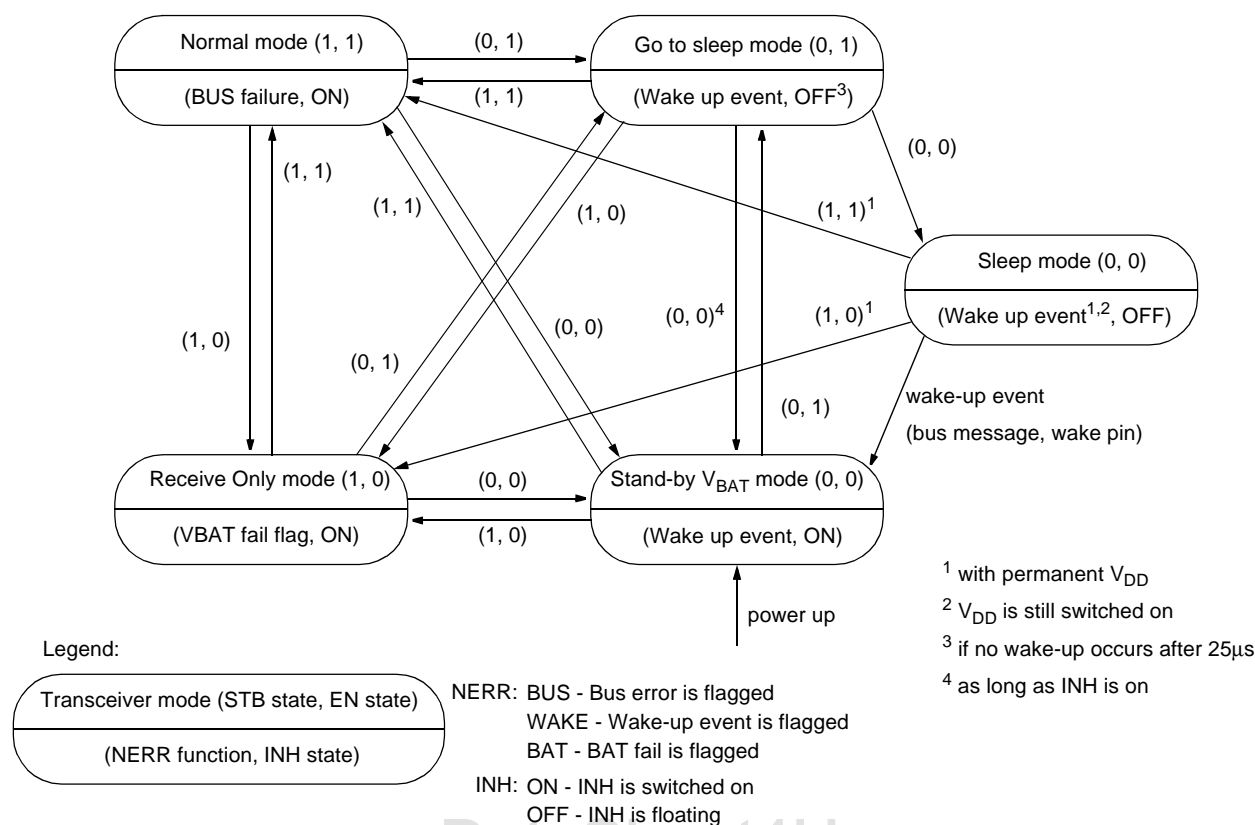 Normal mode (1, 1)
(BUS failure, ON)
(0, 1)
(1, 1)
Go to sleep mode (0, 1)
(Wake up event, OFF³)
(0, 0)
(1, 1)
(1, 1)
(1, 0)
(1, 1)¹
Sleep mode (0, 0)
(Wake up event¹,², OFF)
(1, 0)
(0, 1)
(0, 0)
(0, 0)⁴
(1, 0)¹
(0, 1)
wake-up event
(bus message, wake pin)
Receive Only mode (1, 0)
(VBAT fail flag, ON)
(0, 0)
(1, 0)
Stand-by VBAT mode (0, 0)
(Wake up event, ON)
power up
¹ with permanent VDD
² VDD is still switched on
³ if no wake-up occurs after 25μs
⁴ as long as INH is on
Legend:
Transceiver mode (STB state, EN state)
(NERR function, INH state)
NERR: BUS - Bus error is flagged
WAKE - Wake-up event is flagged
BAT - BAT fail is flagged
INH: ON - INH is switched on
OFF - INH is floating